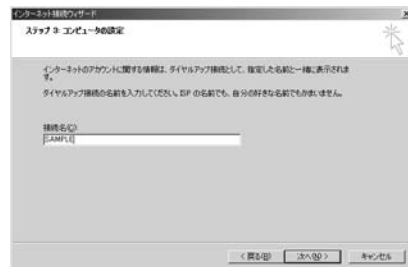 インターネット接続ウィザード
ステップ 3: コンピュータの設定
インターネットのアカウントに関する情報は、ダイヤルアップ接続として、指定した名前と一緒に表示されま
す。
ダイヤルアップ接続の名前を入力してください。ISP の名前でも、自分の好きな名前でもかまいません。
接続名(C)
SAMPLE
< 戻る(B)
次へ(N) >
キャンセル